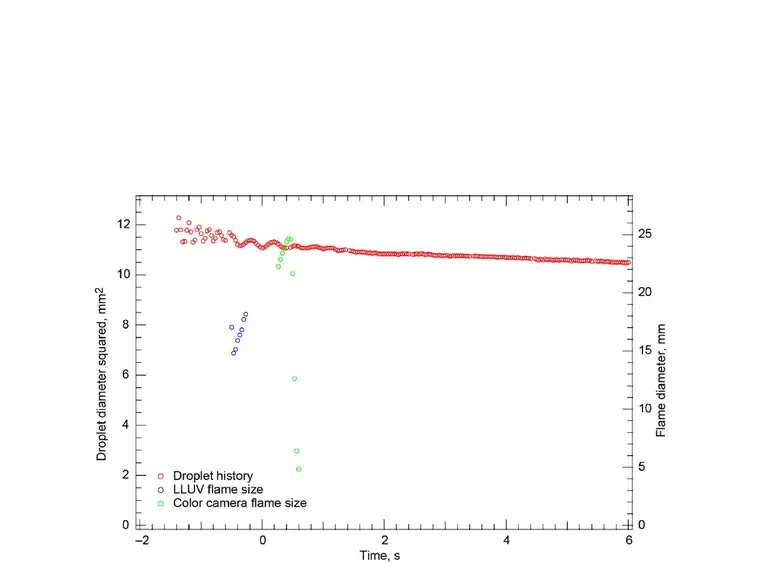 12
10
8
6
4
2
0
Droplet diameter squared, mm2
25
20
15
10
5
0
Flame diameter, mm
Droplet history
LLUV flame size
Color camera flame size
–2 0 2 4 6
Time, s